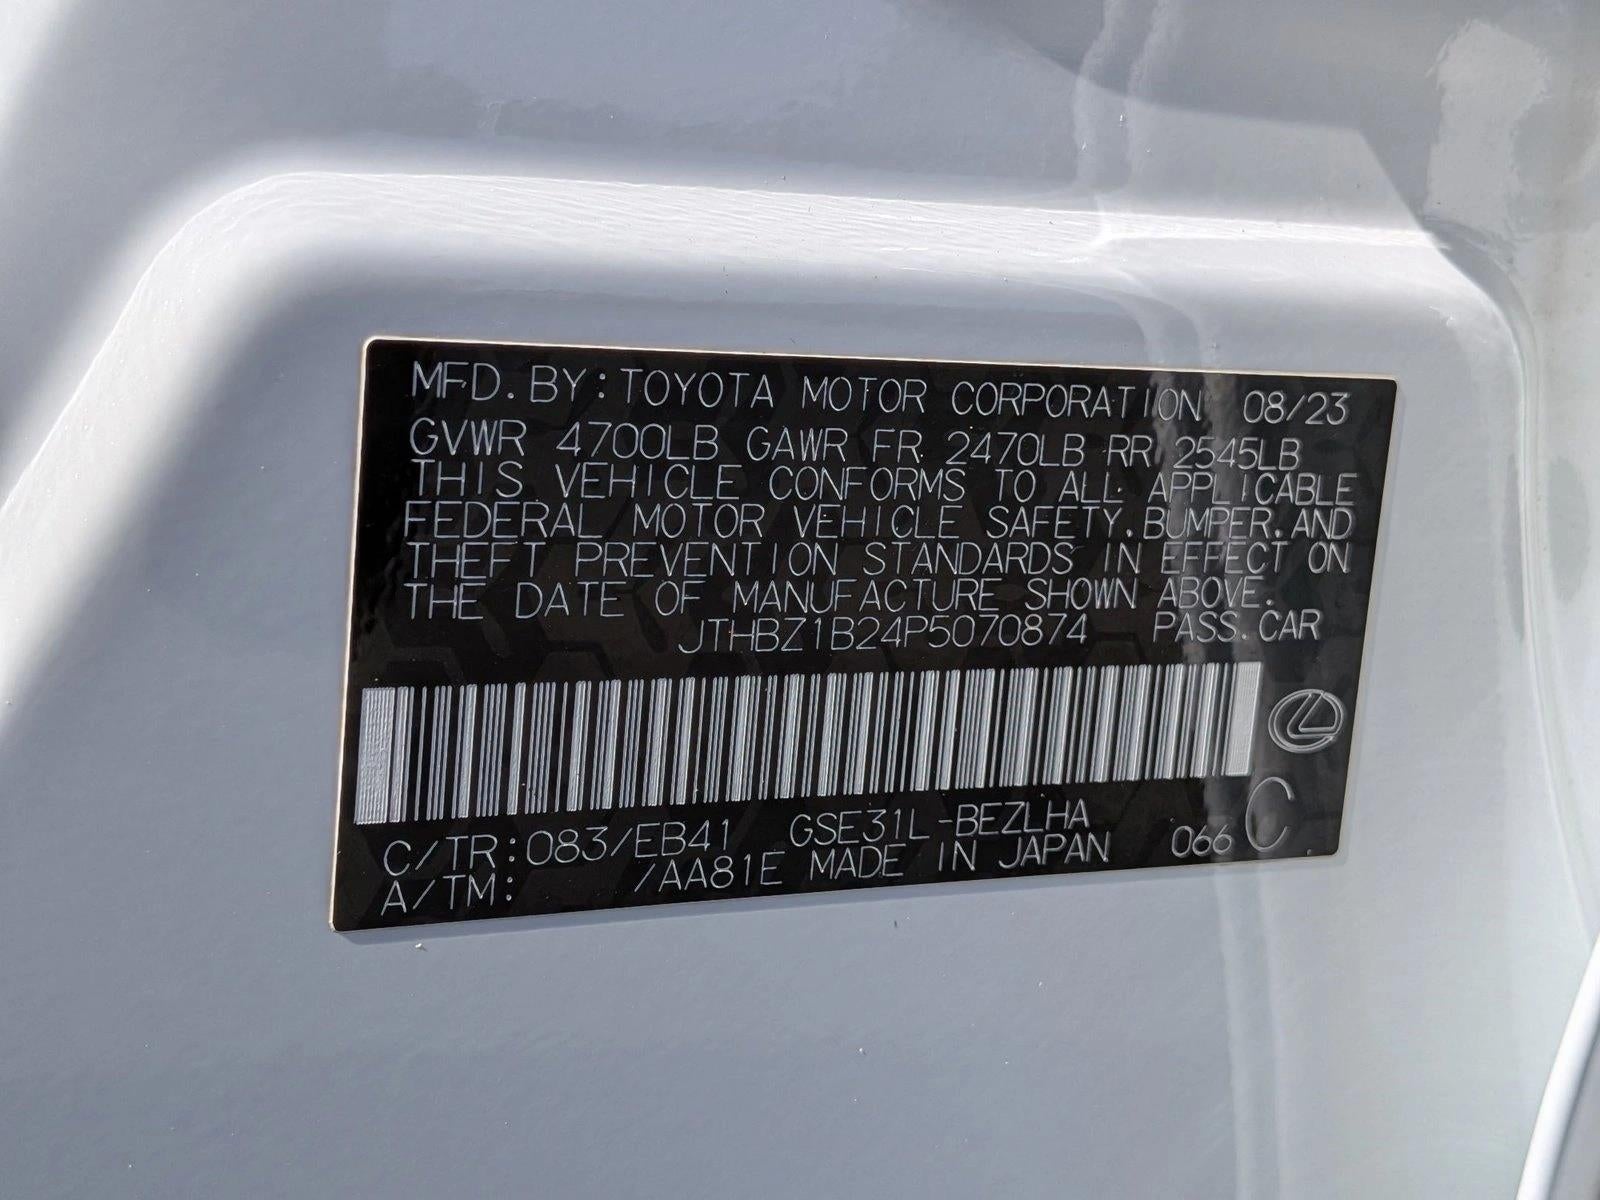 MFD. BY: TOYOTA MOTOR CORPORATION 08/23
GVWR 4700LB GAWR FR 2470LB RR 2545LB
THIS VEHICLE CONFORMS TO ALL APPLICABLE
FEDERAL MOTOR VEHICLE SAFETY, BUMPER, AND
THEFT PREVENTION STANDARDS IN EFFECT ON
THE DATE OF MANUFACTURE SHOWN ABOVE.
JTHBZ1B24P5070874 PASS. CAR
C/TR: 083/EB41 GSE31L-BEZLHA
A/TM: /AA81E MADE IN JAPAN 066 C